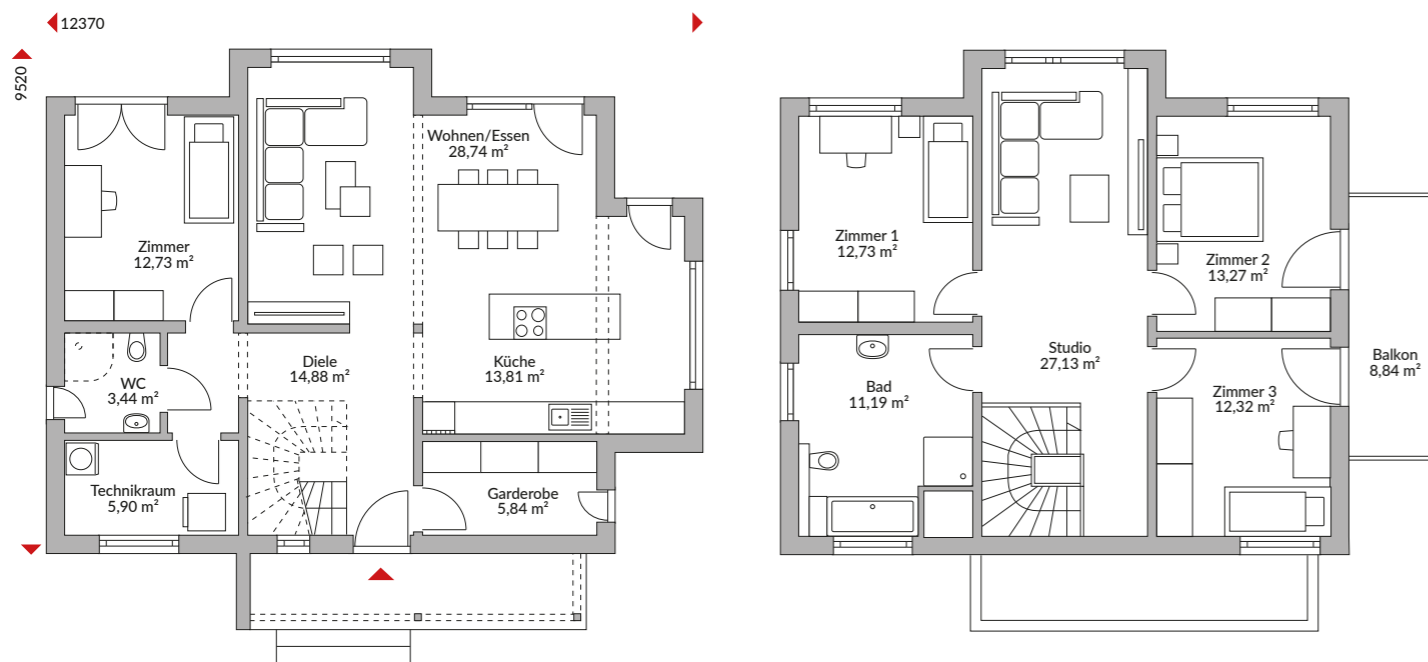 12370
9520
Wohnen/Essen
28,74 m²
Zimmer
12,73 m²
Diele
14,88 m²
Küche
13,81 m²
WC
3,44 m²
Technikraum
5,90 m²
Garderobe
5,84 m²
Zimmer 1
12,73 m²
Zimmer 2
13,27 m²
Studio
27,13 m²
Balkon
8,84 m²
Bad
11,19 m²
Zimmer 3
12,32 m²